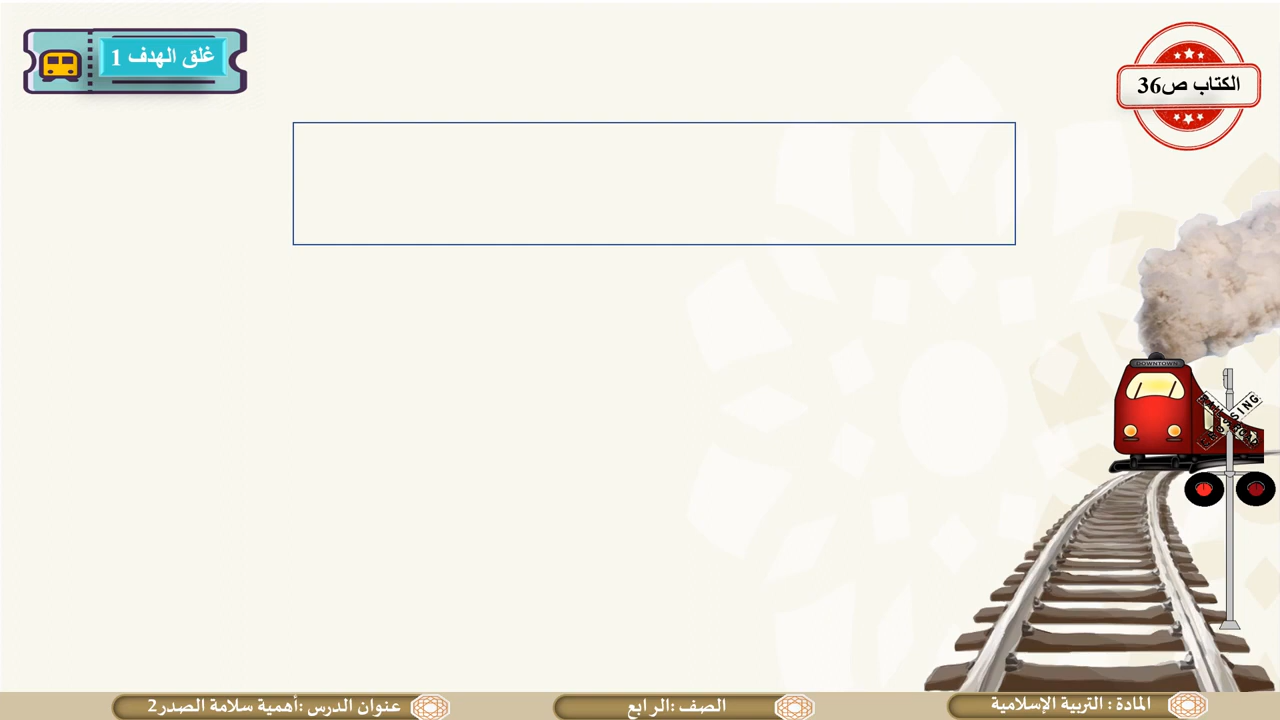 الكتاب ص36
غلق الهدف 1
DOWNTOWN
المادة : التربية الإسلامية
الصف :الرابع
عنوان الدرس :أهمية سلامة الصدر2